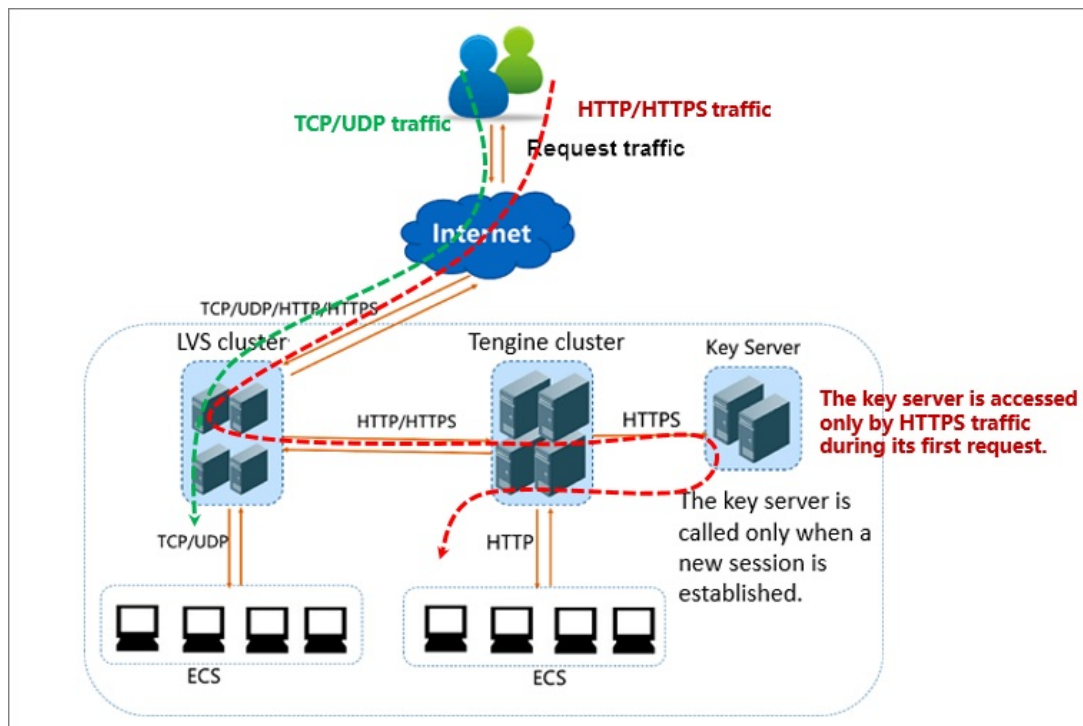 TCP/UDP traffic
HTTP/HTTPS traffic
Request traffic
Internet
TCP/UDP/HTTP/HTTPS
LVS cluster
Tengine cluster
Key Server
HTTP/HTTPS
HTTPS
The key server is accessed
only by HTTPS traffic
during its first request.
The key server is
called only when a
new session is
established.
TCP/UDP
HTTP
ECS
ECS